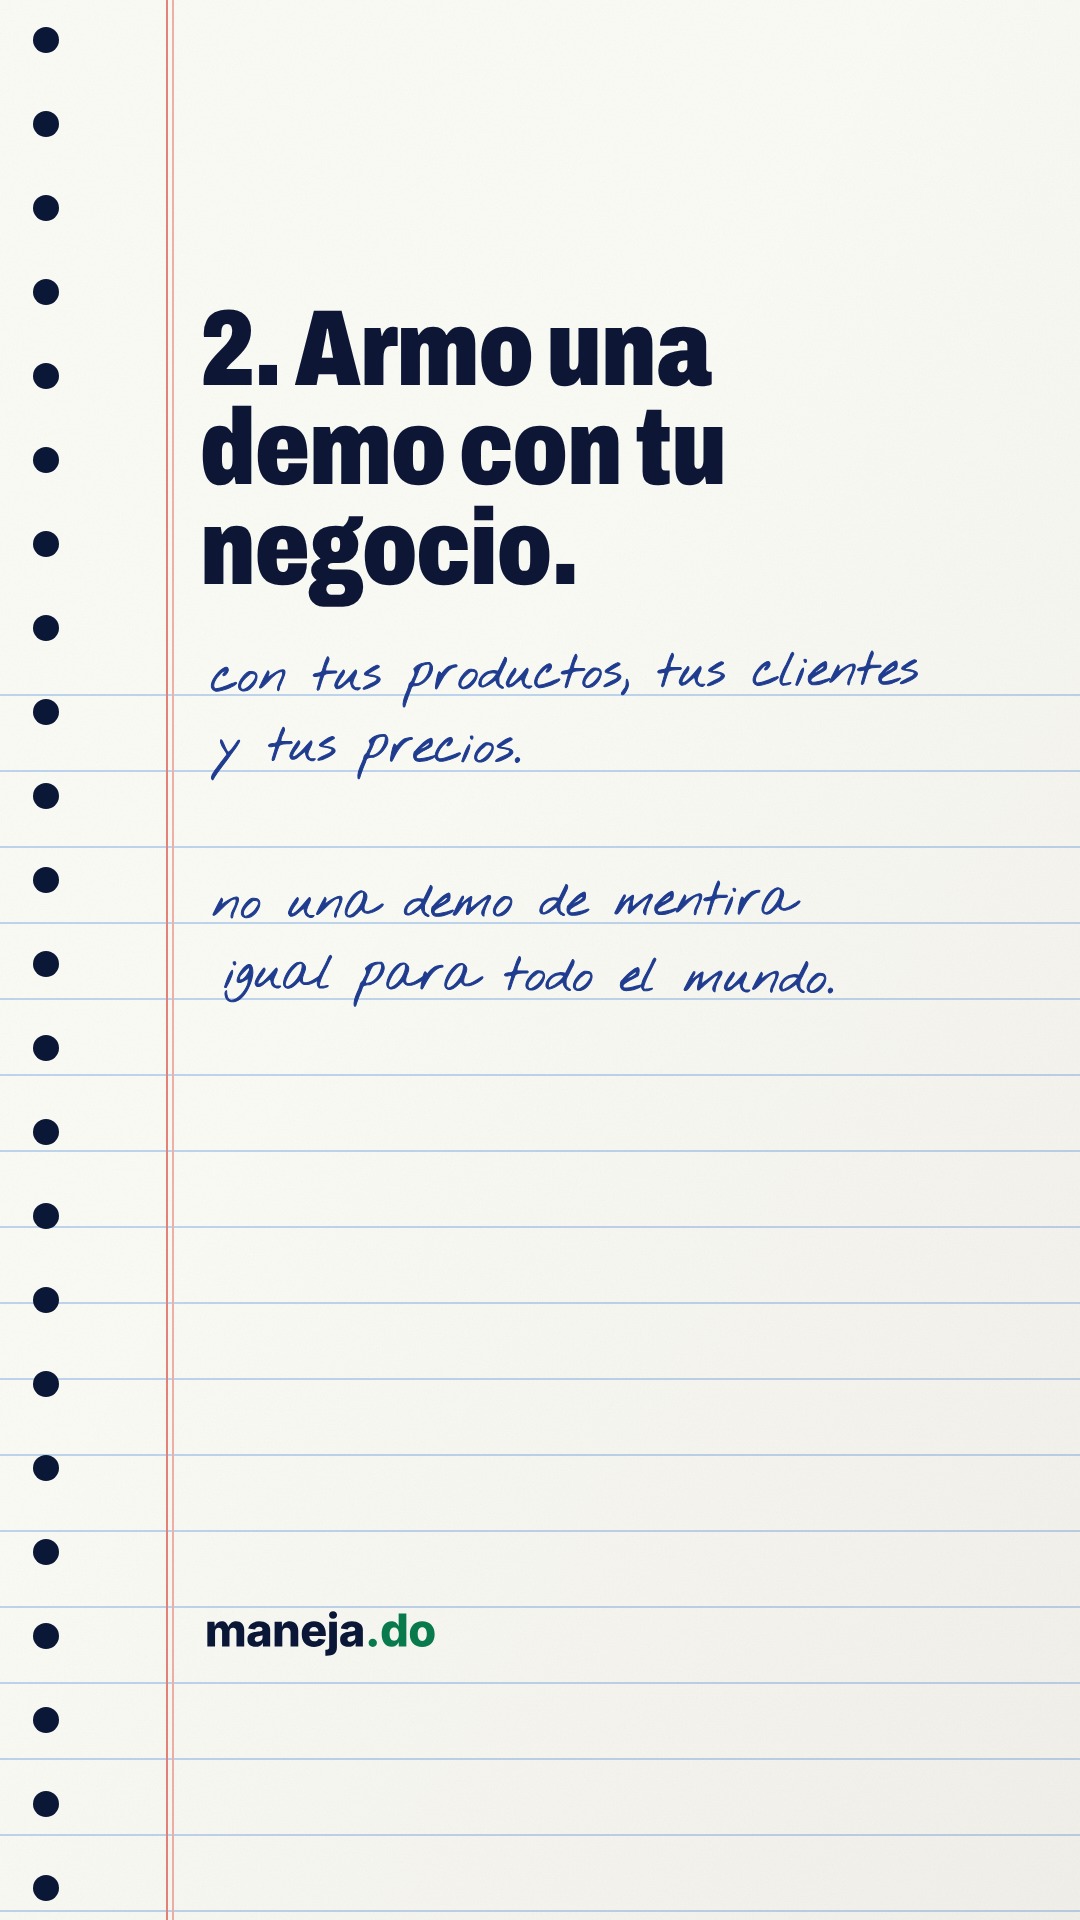 2. Armo una
demo con tu
negocio.
con tus productos, tus clientes
y tus precios.
no una demo de mentira
igual para todo el mundo.
maneja.do